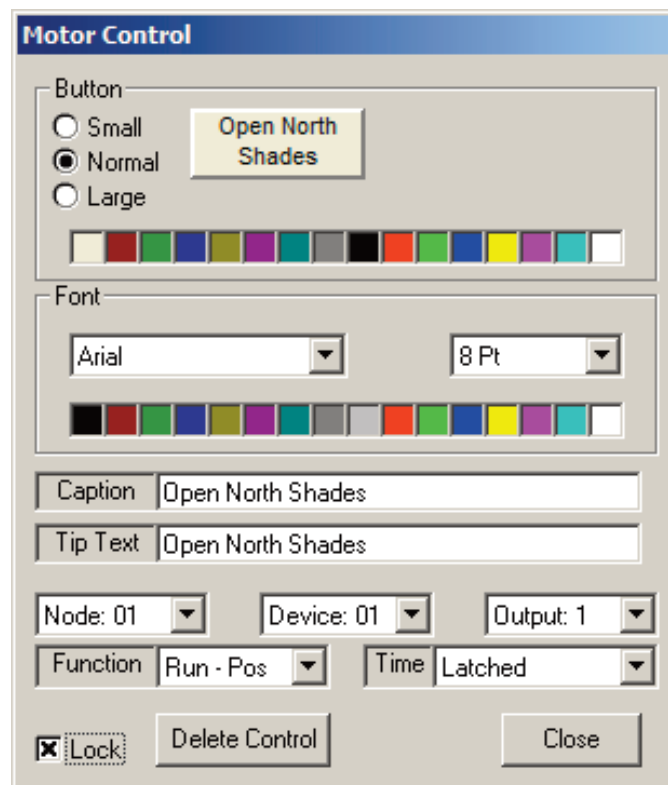 Motor Control
Button
Small
Normal
Large
Open North
Shades
Font
Arial
8 Pt
Caption
Open North Shades
Tip Text
Open North Shades
Node: 01
Device: 01
Output: 1
Function
Run - Pos
Time
Latched
Lock
Delete Control
Close